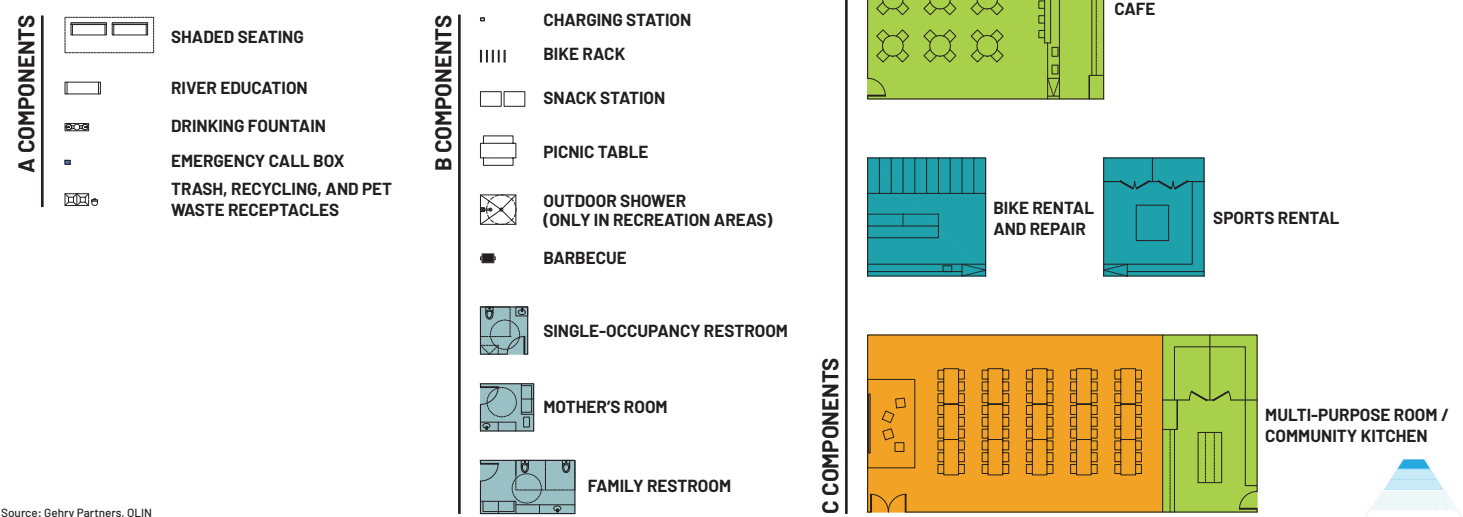 A COMPONENTS
SHADED SEATING
RIVER EDUCATION
DRINKING FOUNTAIN
EMERGENCY CALL BOX
TRASH, RECYCLING, AND PET
WASTE RECEPTACLES
B COMPONENTS
CHARGING STATION
BIKE RACK
SNACK STATION
PICNIC TABLE
OUTDOOR SHOWER
(ONLY IN RECREATION AREAS)
BARBECUE
SINGLE-OCCUPANCY RESTROOM
MOTHER'S ROOM
FAMILY RESTROOM
C COMPONENTS
CAFE
BIKE RENTAL
AND REPAIR
SPORTS RENTAL
MULTI-PURPOSE ROOM /
COMMUNITY KITCHEN
Source: Gehry Partners, OLIN